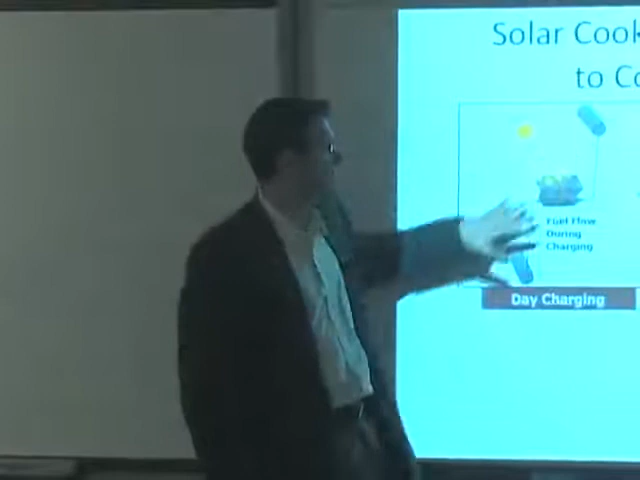 Solar Cook
to Co
Fuel Flow
During
Charging
Day Charging